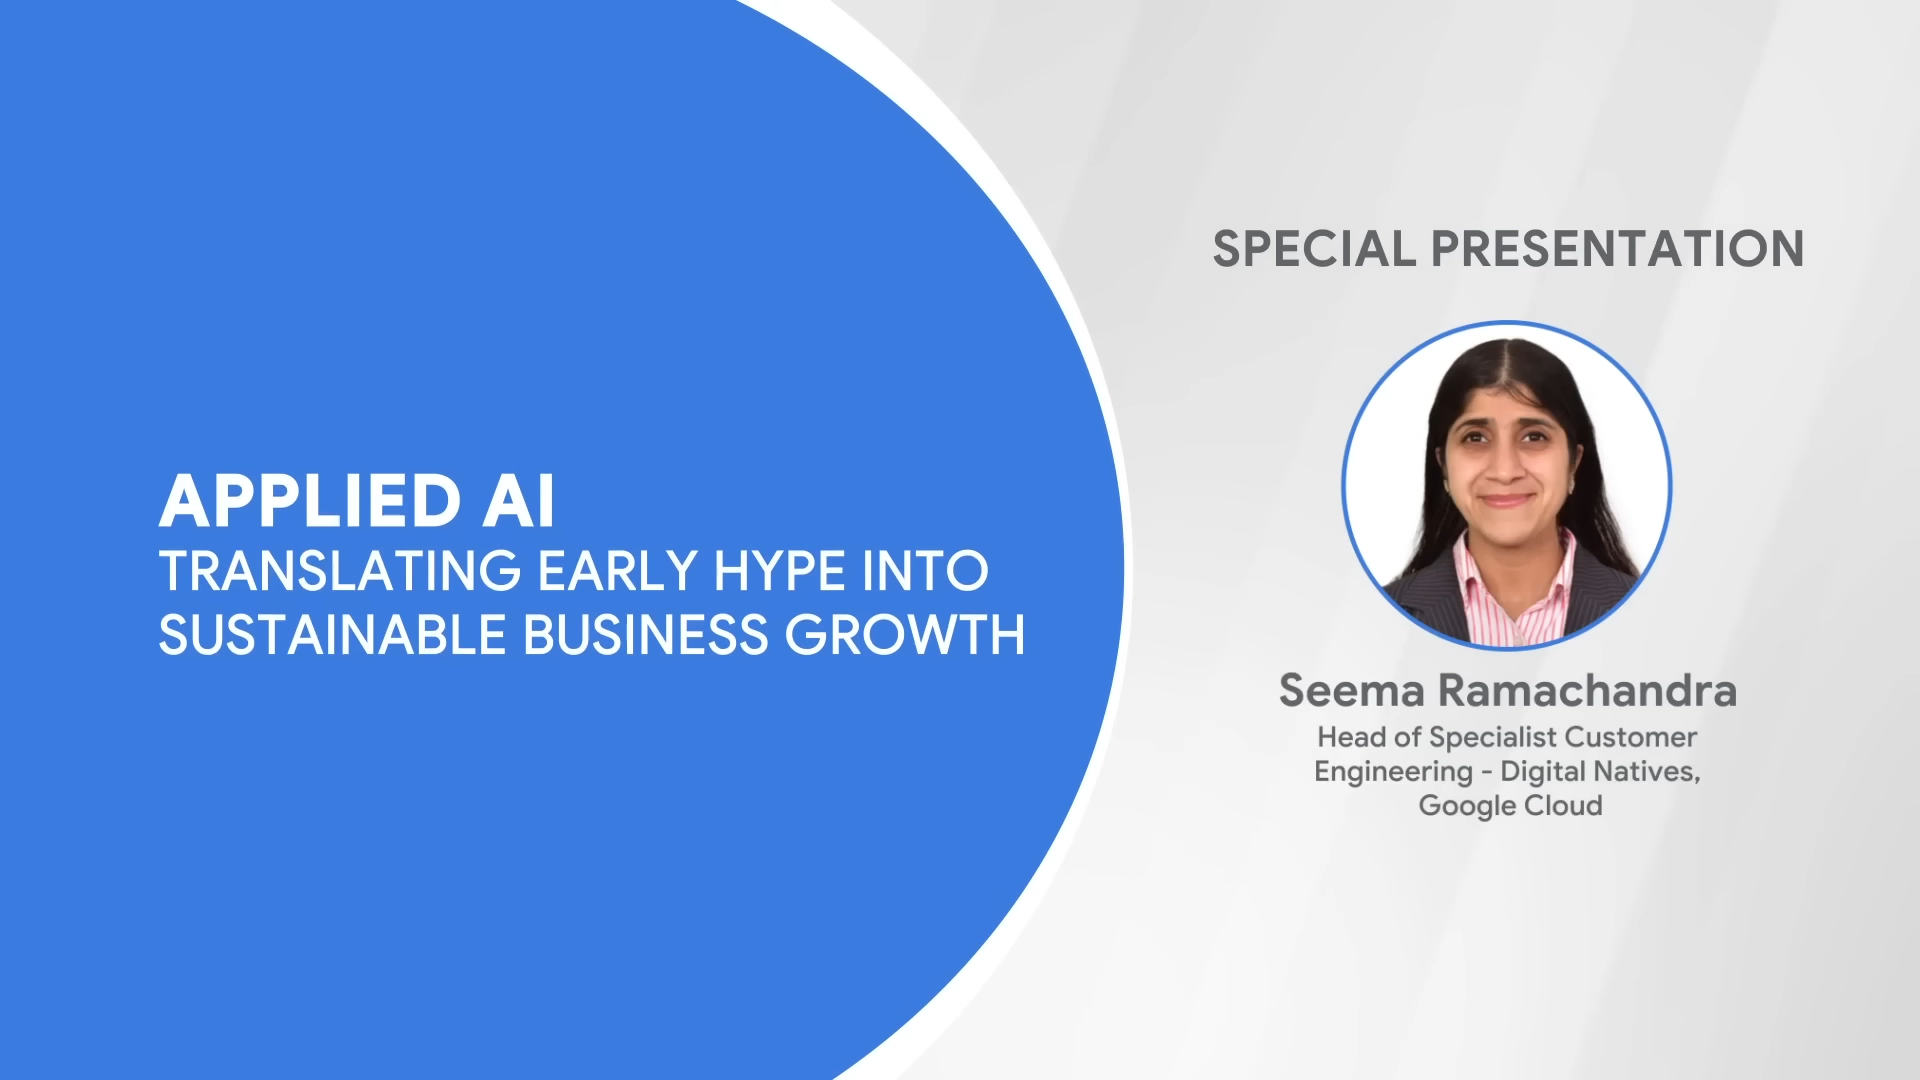 APPLIED AI
TRANSLATING EARLY HYPE INTO
SUSTAINABLE BUSINESS GROWTH
SPECIAL PRESENTATION
Seema Ramachandra
Head of Specialist Customer
Engineering - Digital Natives,
Google Cloud